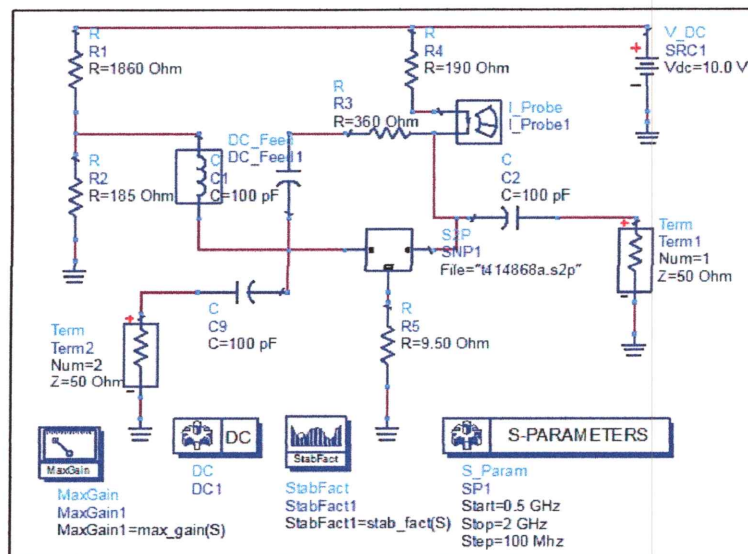 R
R1
R=1860 Ohm
R
R4
R=190 Ohm
V_DC
SRC1
Vdc=10.0 V
+
-
R
R3
R=360 Ohm
I_Probe
I_Probe1
DC_Feed
DC_Feed1
R
R2
R=185 Ohm
C
C1
C=100 pF
C
C2
C=100 pF
S2P
SNP1
File="t414868a.s2p"
Term
Term1
Num=1
Z=50 Ohm
+
-
C
C9
C=100 pF
R
R5
R=9.50 Ohm
Term
Term2
Num=2
Z=50 Ohm
+
-
MaxGain
MaxGain
MaxGain1
MaxGain1=max_gain(S)
DC
DC
DC1
StabFact
StabFact
StabFact1
StabFact1=stab_fact(S)
S-PARAMETERS
S_Param
SP1
Start=0.5 GHz
Stop=2 GHz
Step=100 Mhz